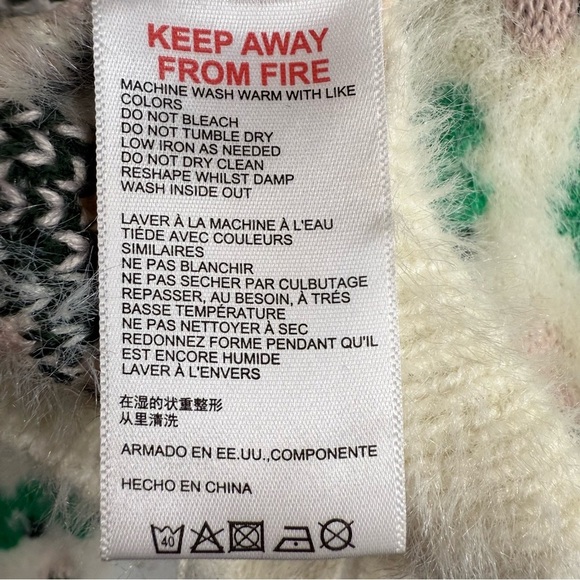 KEEP AWAY
FROM FIRE
MACHINE WASH WARM WITH LIKE
COLORS
DO NOT BLEACH
DO NOT TUMBLE DRY
LOW IRON AS NEEDED
DO NOT DRY CLEAN
RESHAPE WHILST DAMP
WASH INSIDE OUT
LAVER À LA MACHINE À L'EAU
TIÉDE AVEC COULEURS
SIMILAIRES
NE PAS BLANCHIR
NE PAS SECHER PAR CULBUTAGE
REPASSER, AU BESOIN, À TRÉS
BASSE TEMPÉRATURE
NE PAS NETTOYER À SEC
REDONNEZ FORME PENDANT QU'IL
EST ENCORE HUMIDE
LAVER À L'ENVERS
在湿的状重整形
从里清洗
ARMADO EN EE.UU.,COMPONENTE
HECHO EN CHINA
40